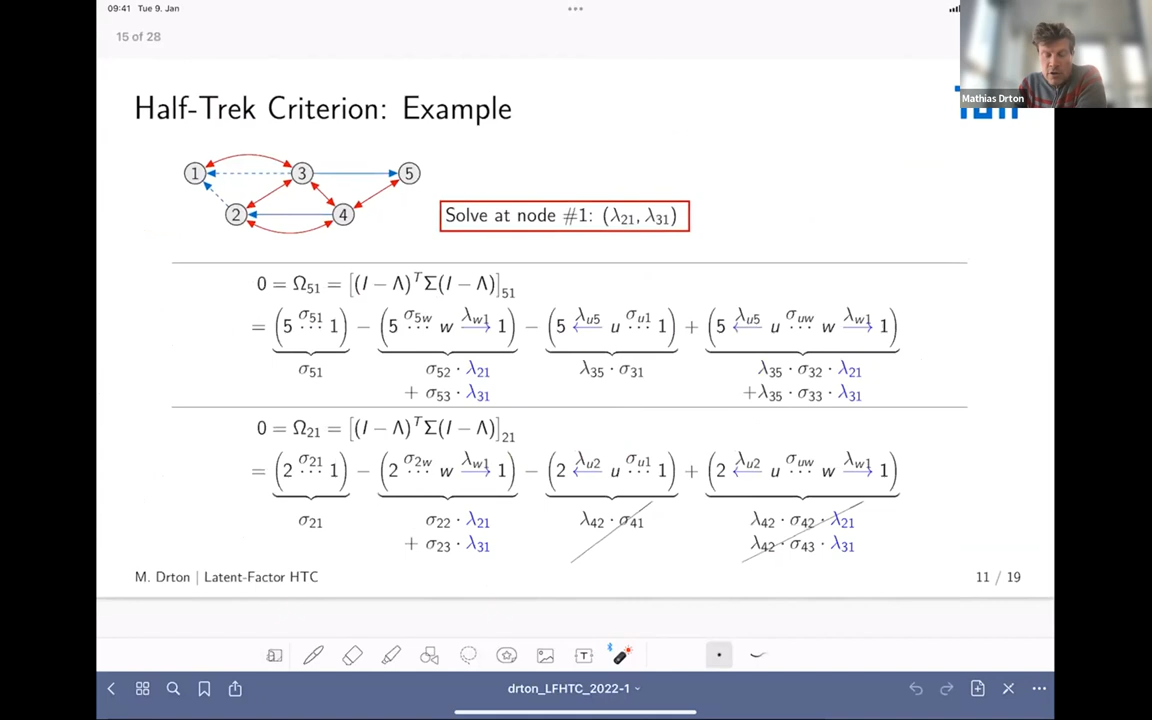 09:41 Tue 9. Jan
15 of 28
Mathias Drton
Half-Trek Criterion: Example
1 3 5
2 4
Solve at node #1: (λ₂₁, λ₃₁)
0 = Ω₅₁ = [(I − Λ)ᵀΣ(I − Λ)]₅₁
= (5 σ₅₁ ··· 1) − (5 σ₅w ··· w λw₁ → 1) − (5 λu₅ ← u σu₁ ··· 1) + (5 λu₅ ← u σuw ··· w λw₁ → 1)
σ₅₁ σ₅₂ · λ₂₁ λ₃₅ · σ₃₁ λ₃₅ · σ₃₂ · λ₂₁
+ σ₅₃ · λ₃₁ +λ₃₅ · σ₃₃ · λ₃₁
0 = Ω₂₁ = [(I − Λ)ᵀΣ(I − Λ)]₂₁
= (2 σ₂₁ ··· 1) − (2 σ₂w ··· w λw₁ → 1) − (2 λu₂ ← u σu₁ ··· 1) + (2 λu₂ ← u σuw ··· w λw₁ → 1)
σ₂₁ σ₂₂ · λ₂₁ λ₄₂ · σ₄₁ λ₄₂ · σ₄₂ · λ₂₁
+ σ₂₃ · λ₃₁ λ₄₂ · σ₄₃ · λ₃₁
M. Drton | Latent-Factor HTC 11 / 19
drton_LFHTC_2022-1